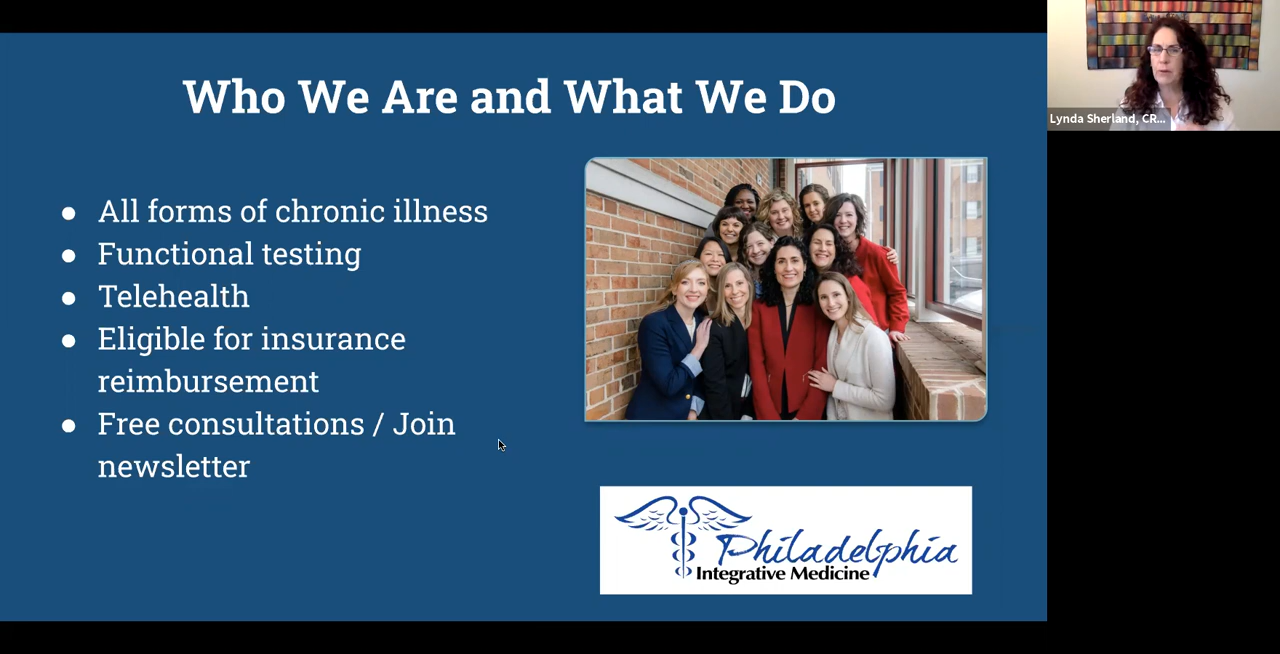 Who We Are and What We Do
Lynda Sherland, CR...
● All forms of chronic illness
● Functional testing
● Telehealth
● Eligible for insurance
reimbursement
● Free consultations / Join
newsletter
Philadelphia
Integrative Medicine